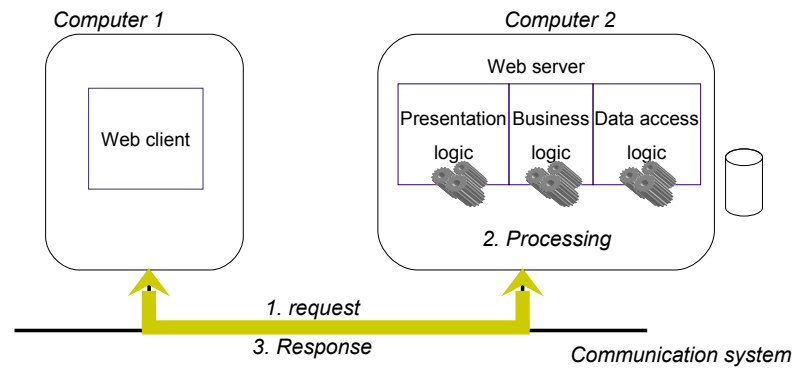 Computer 1
Computer 2
Web server
Web client
Presentation
logic
Business
logic
Data access
logic
2. Processing
1. request
3. Response
Communication system